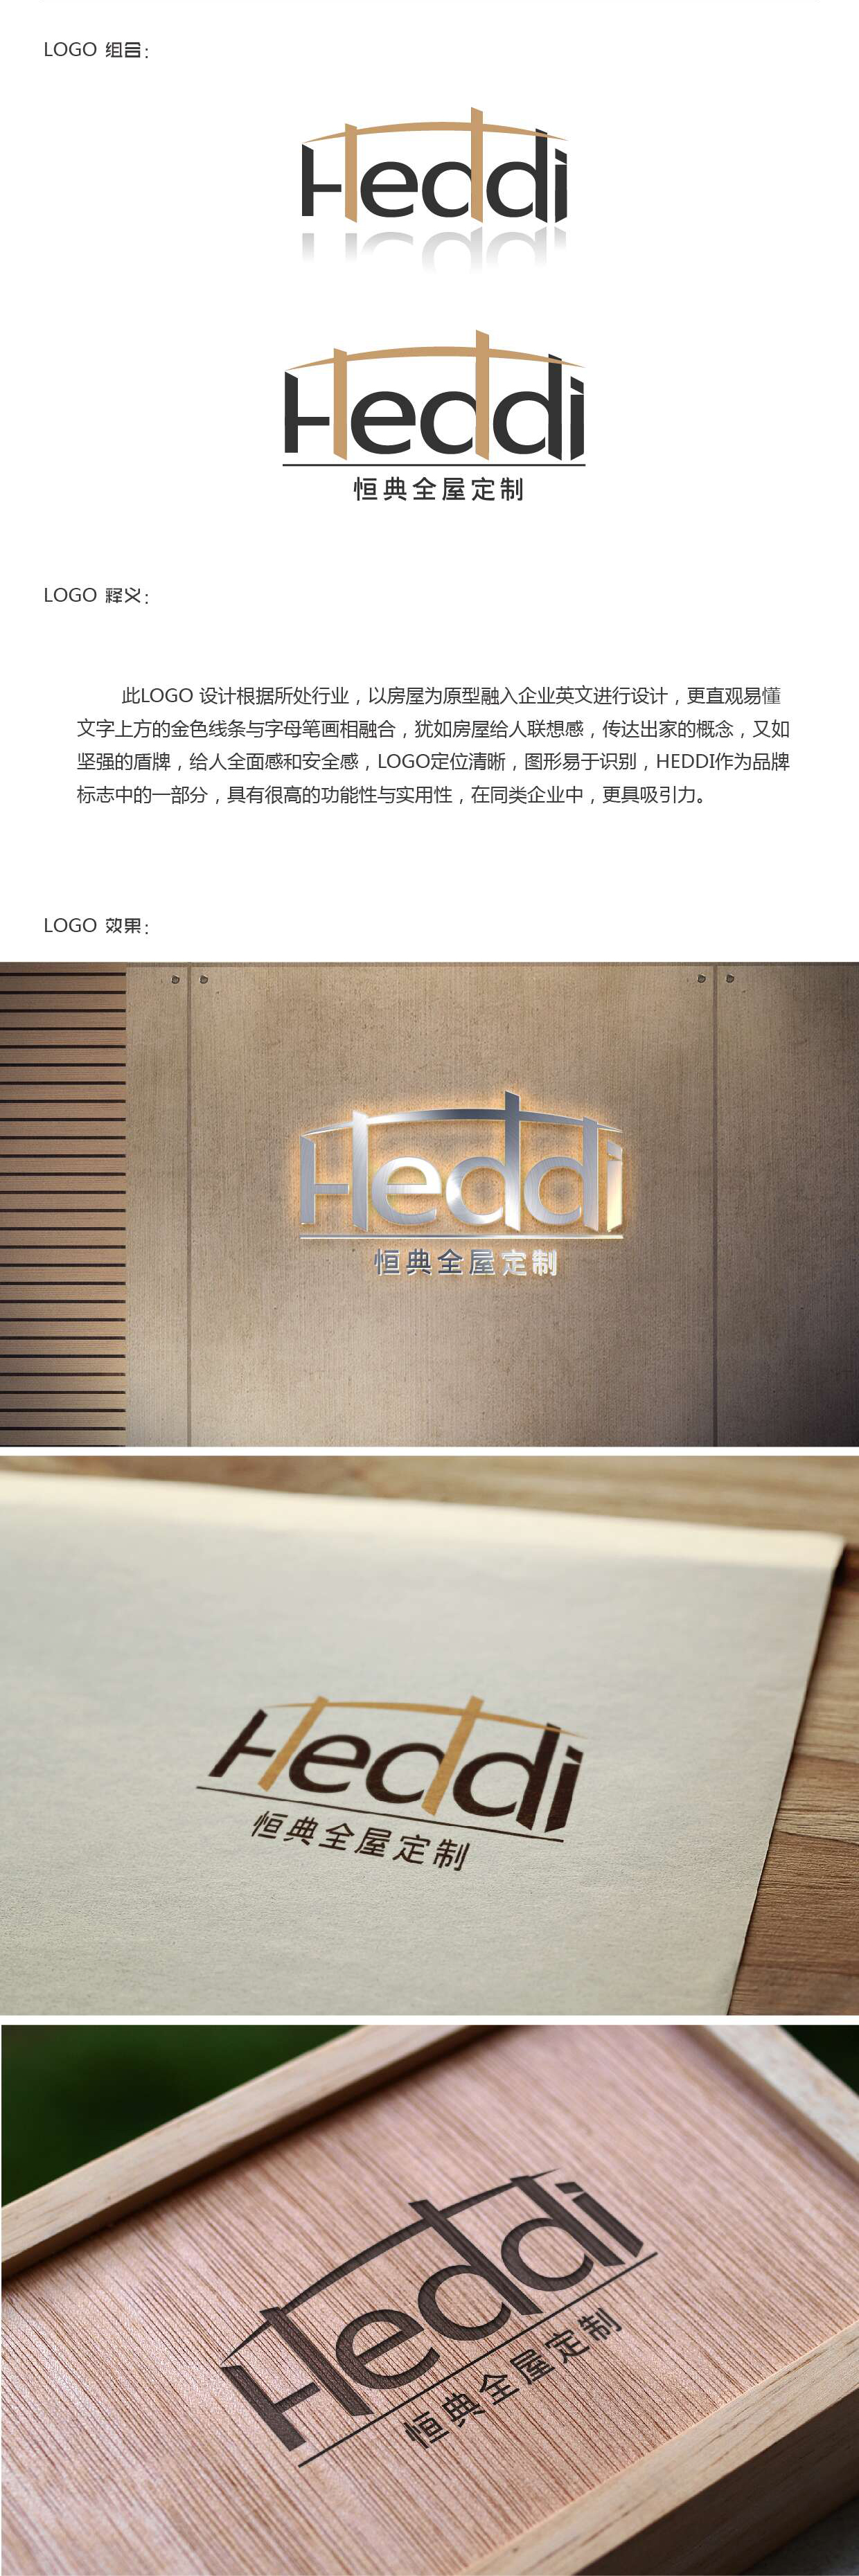 LOGO 组合：
Heddi
Heddi
恒典全屋定制
LOGO 释义：
此LOGO 设计根据所处行业，以房屋为原型融入企业英文进行设计，更直观易懂
文字上方的金色线条与字母笔画相融合，犹如房屋给人联想感，传达出家的概念，又如
坚强的盾牌，给人全面感和安全感，LOGO定位清晰，图形易于识别，HEDDI作为品牌
标志中的一部分，具有很高的功能性与实用性，在同类企业中，更具吸引力。
LOGO 效果：
Heddi
恒典全屋定制
Heddi
恒典全屋定制
Heddi
恒典全屋定制